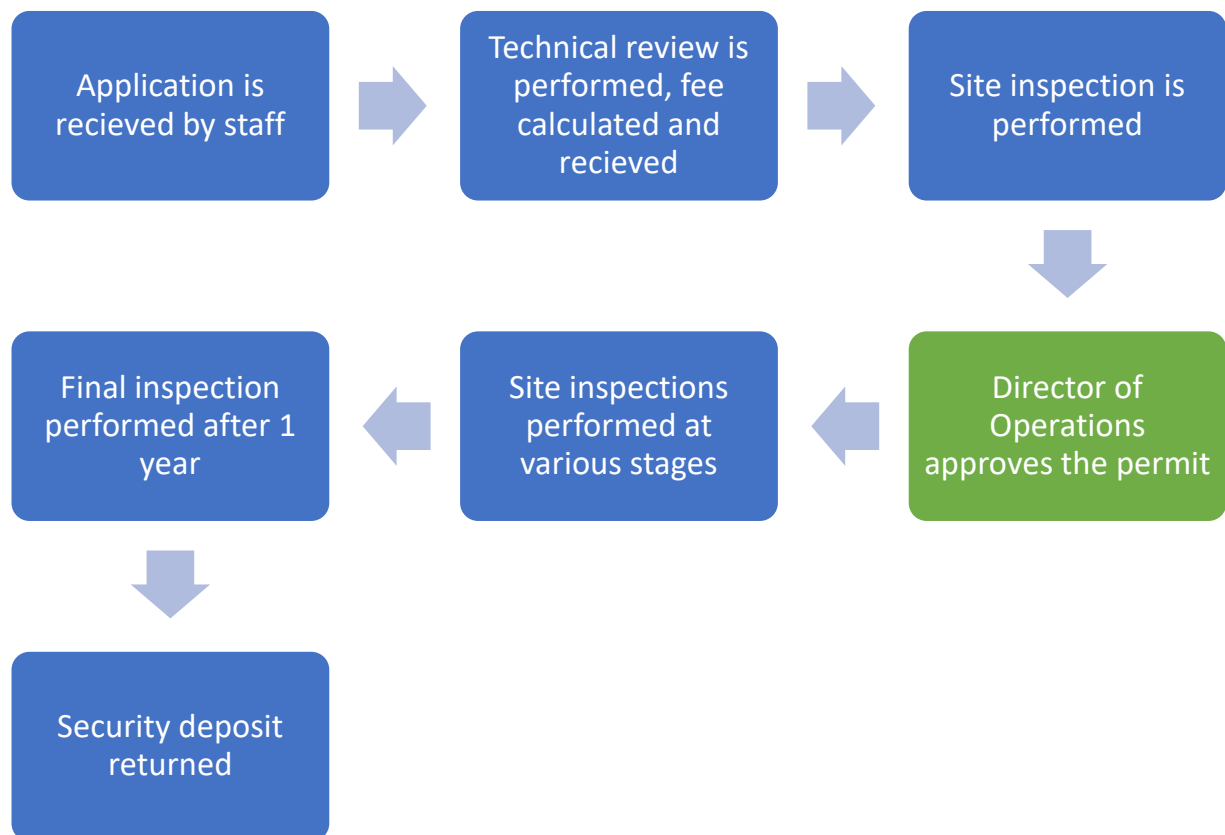 Application is
recieved by staff
Technical review is
performed, fee
calculated and
recieved
Site inspection is
performed
Director of
Operations
approves the permit
Site inspections
performed at
various stages
Final inspection
performed after 1
year
Security deposit
returned